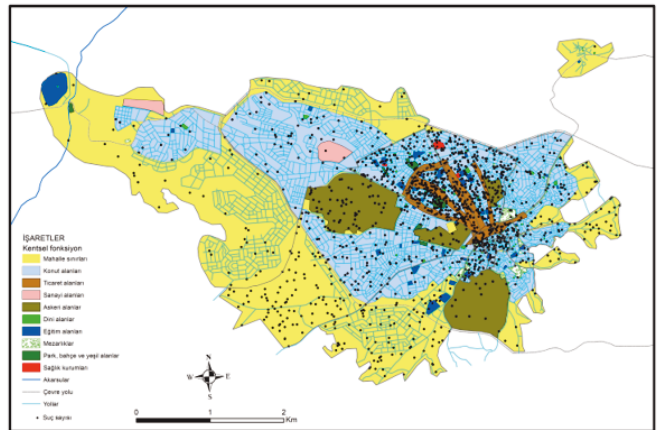 İŞARETLER
Kentsel fonksiyon
Mahalle sınırları
Konut alanları
Ticaret alanları
Sanayi alanları
Askeri alanlar
Dini alanlar
Eğitim alanları
Mezarlıklar
Park, bahçe ve yeşil alanlar
Sağlık kurumları
Akarsular
Çevre yolu
Yollar
Suç sayısı
N
W E
S
0 1 2
Km